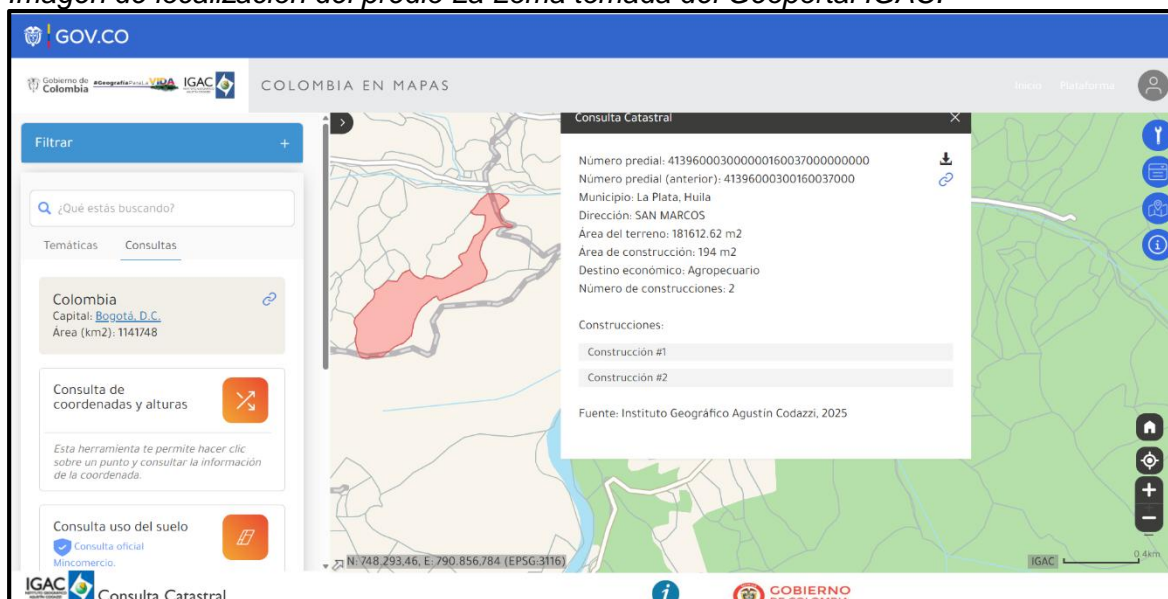 Imagen de localización del predio La Loma tomada del Geoportal IGAC.
GOV.CO
Gobierno de Colombia #GeografíaParaLaVIDA IGAC
COLOMBIA EN MAPAS
Inicio Plataforma
Filtrar +
¿Qué estás buscando?
Temáticas Consultas
Colombia
Capital: Bogotá, D.C.
Área (km2): 1141748
Consulta de
coordenadas y alturas
Esta herramienta te permite hacer clic
sobre un punto y consultar la información
de la coordenada.
Consulta uso del suelo
Consulta oficial
Mincomercio.
Consulta Catastral ×
Número predial: 413960003000000160037000000000
Número predial (anterior): 41396000300160037000
Municipio: La Plata, Huila
Dirección: SAN MARCOS
Área del terreno: 181612.62 m2
Área de construcción: 194 m2
Destino económico: Agropecuario
Número de construcciones: 2
Construcciones:
Construcción #1
Construcción #2
Fuente: Instituto Geográfico Agustín Codazzi, 2025
N: 748.293,46, E: 790.856,784 (EPSG:3116)
IGAC 0.4km
IGAC Consulta Catastral
GOBIERNO
DE COLOMBIA